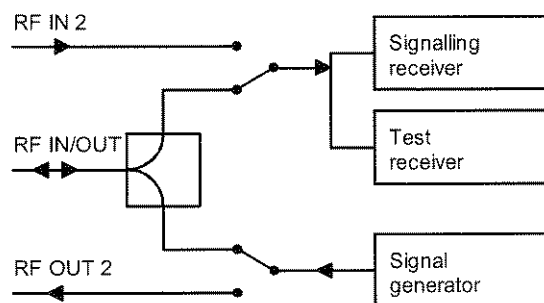 RF IN 2
Signalling
receiver
RF IN/OUT
Test
receiver
RF OUT 2
Signal
generator